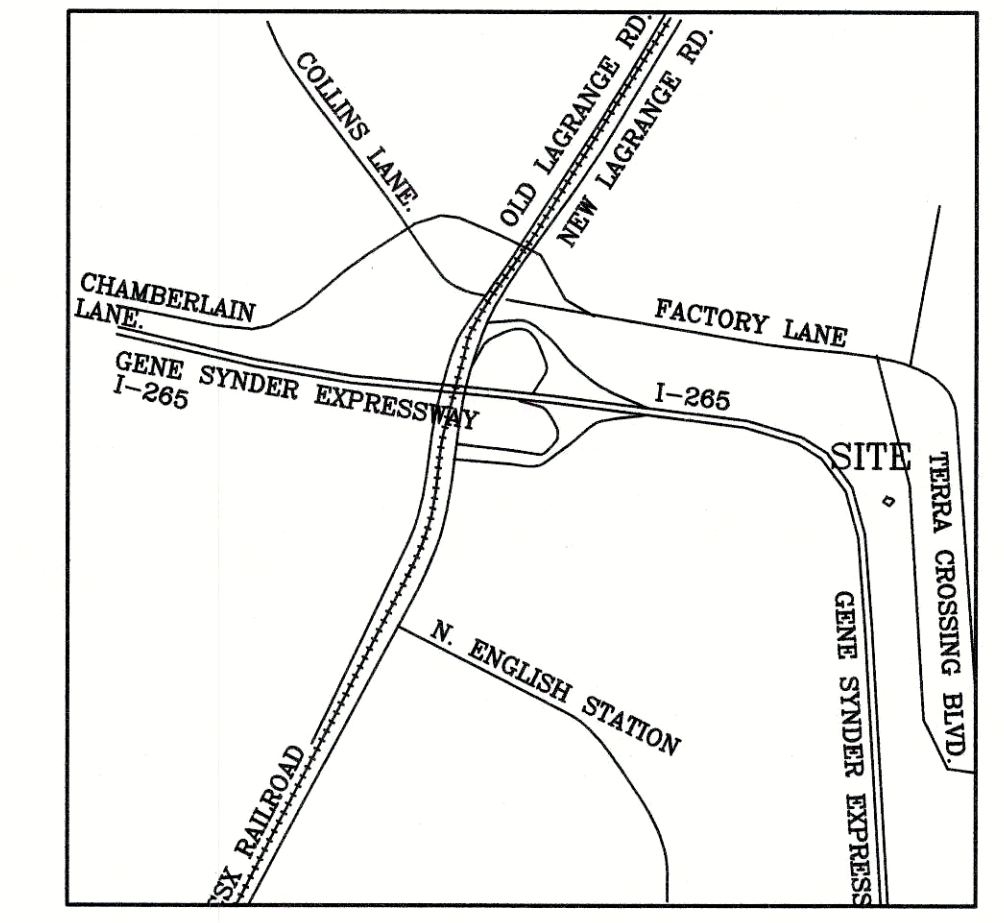 OLD LAGRANGE RD.
NEW LAGRANGE RD.
COLLINS LANE.
CHAMBERLAIN
LANE.
FACTORY LANE
GENE SYNDER EXPRESSWAY
I-265
I-265
SITE
TERRA CROSSING BLVD.
GENE SYNDER EXPRESS
N. ENGLISH STATION
CSX RAILROAD